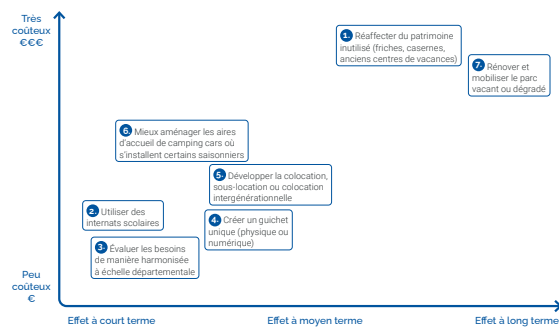 Très
coûteux
€€€
1. Réaffecter du patrimoine
inutilisé (friches, casernes,
anciens centres de vacances)
7. Rénover et
mobiliser le parc
vacant ou dégradé
6. Mieux aménager les aires
d'accueil de camping cars où
s'installent certains saisonniers
5. Développer la colocation,
sous-location ou colocation
intergénérationnelle
2. Utiliser des
internats scolaires
4. Créer un guichet
unique (physique ou
numérique)
3. Évaluer les besoins
de manière harmonisée
à échelle départementale
Peu
coûteux
€
Effet à court terme
Effet à moyen terme
Effet à long terme